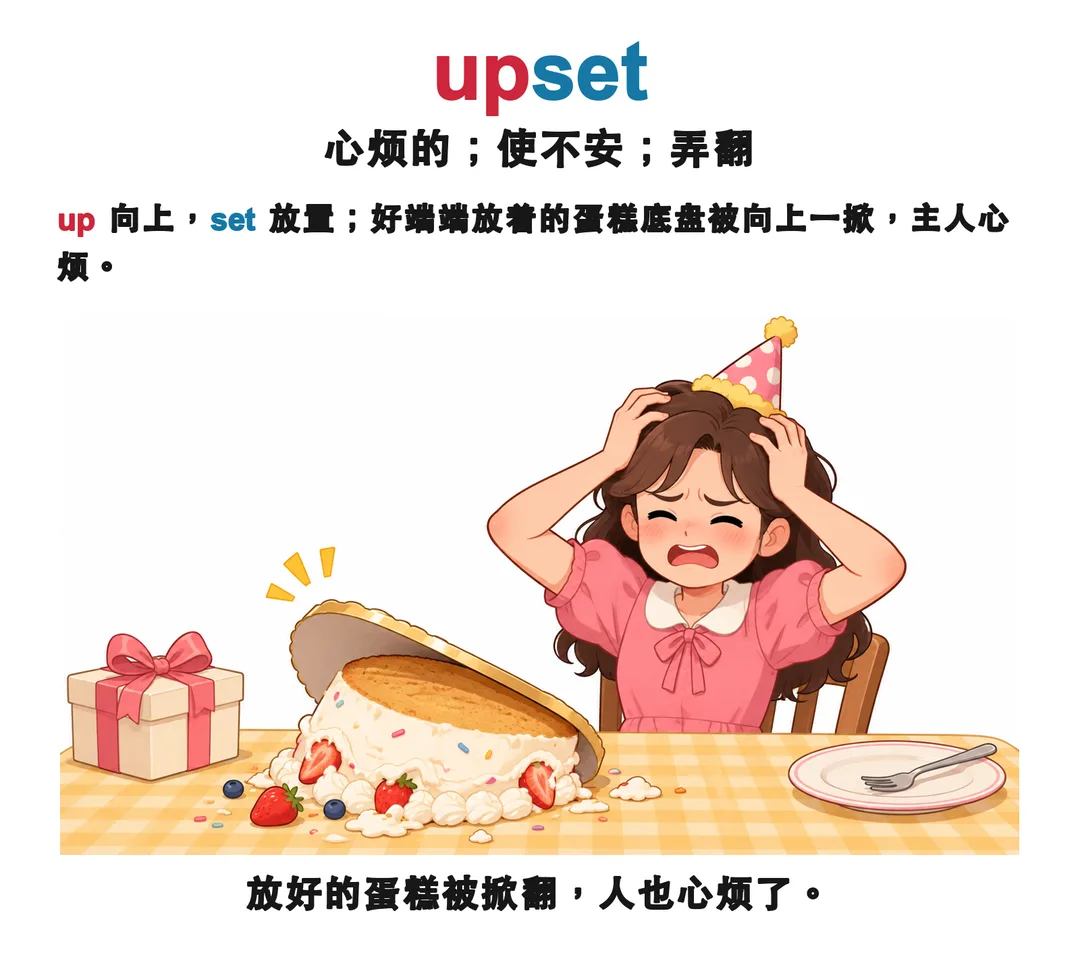 upset
心烦的；使不安；弄翻
up 向上，set 放置；好端端放着的蛋糕底盘被向上一掀，主人心
烦。
放好的蛋糕被掀翻，人也心烦了。